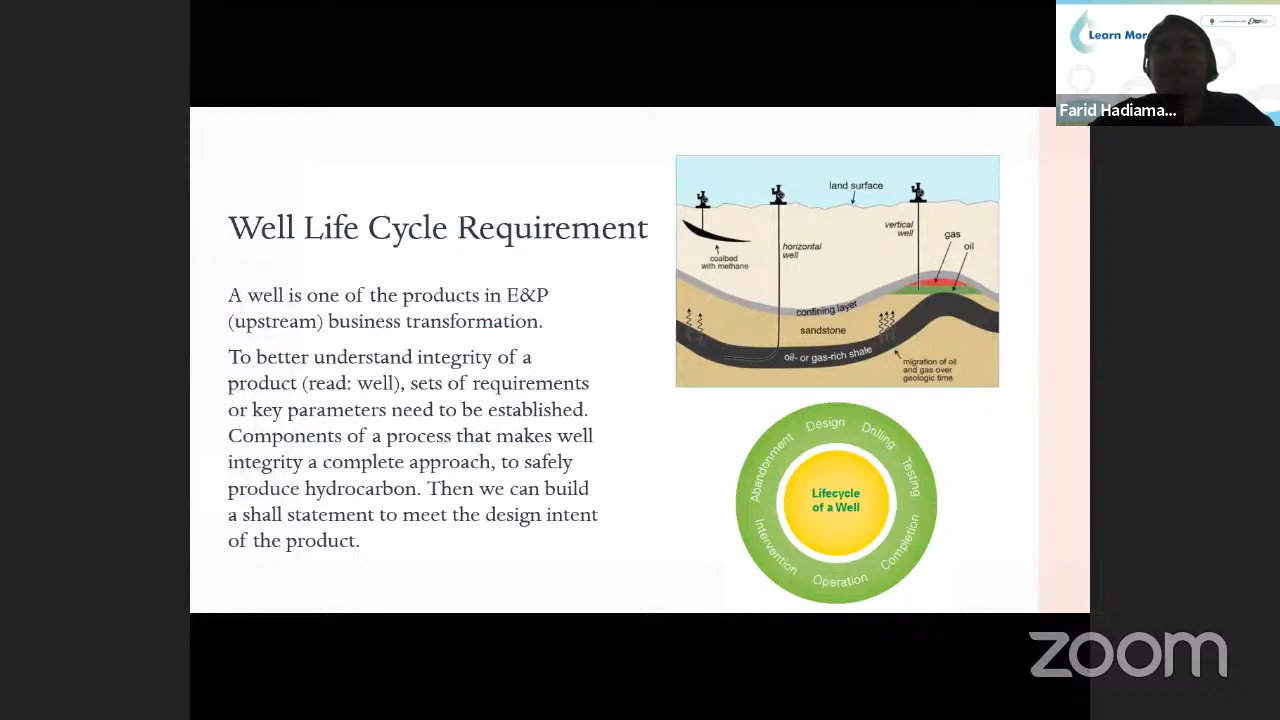 Learn Mor
Farid Hadiama...
Well Life Cycle Requirement
A well is one of the products in E&P
(upstream) business transformation.
To better understand integrity of a
product (read: well), sets of requirements
or key parameters need to be established.
Components of a process that makes well
integrity a complete approach, to safely
produce hydrocarbon. Then we can build
a shall statement to meet the design intent
of the product.
land surface
coalbed
with methane
horizontal
well
vertical
well
gas
oil
confining layer
sandstone
oil- or gas-rich shale
migration of oil
and gas over
geologic time
Design
Drilling
Testing
Completion
Operation
Intervention
Abandonment
Lifecycle
of a Well
zoom